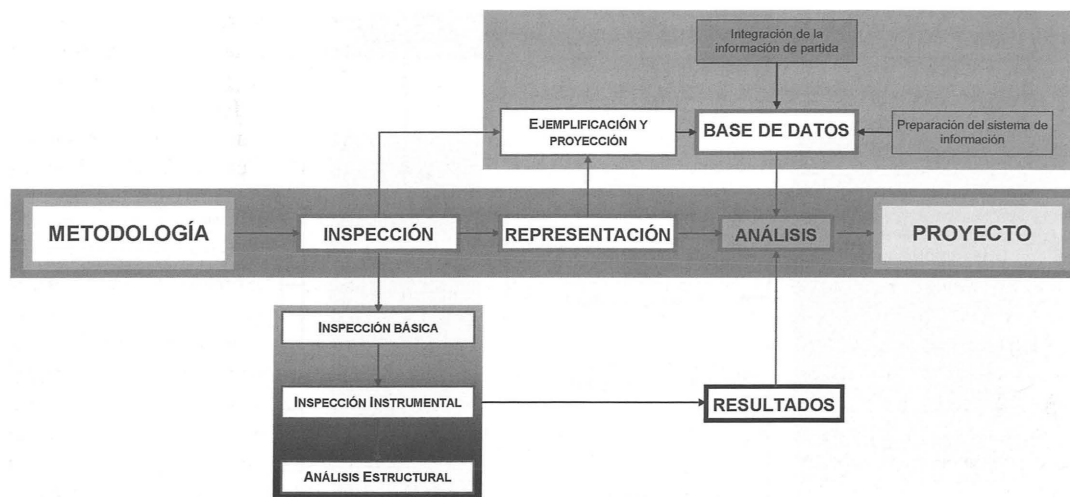 Integración de la
información de partida
EJEMPLIFICACIÓN Y
PROYECCIÓN
BASE DE DATOS
Preparación del sistema de
información
METODOLOGÍA
INSPECCIÓN
REPRESENTACIÓN
ANÁLISIS
PROYECTO
INSPECCIÓN BÁSICA
INSPECCIÓN INSTRUMENTAL
RESULTADOS
ANÁLISIS ESTRUCTURAL